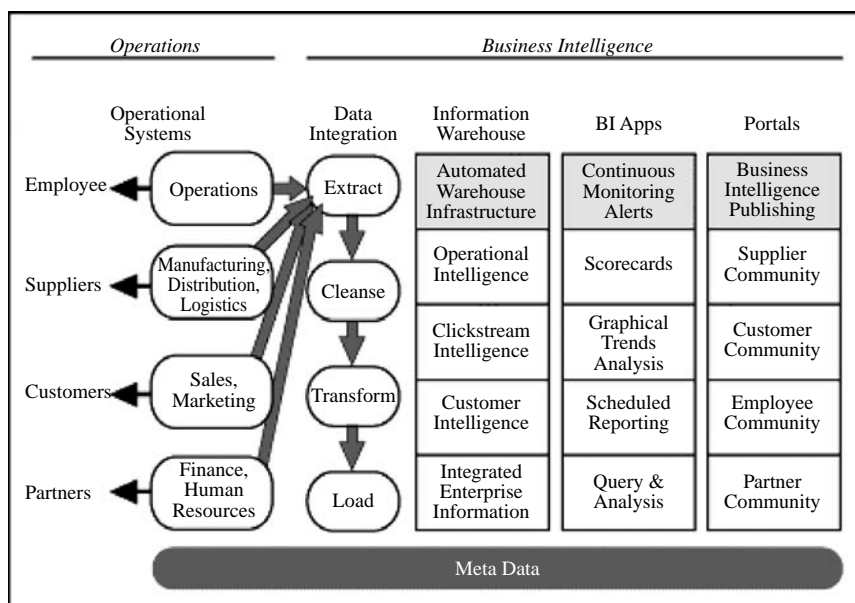 Operations
Business Intelligence
Operational
Systems
Data
Integration
Information
Warehouse
BI Apps
Portals
Employee
Operations
Extract
Automated
Warehouse
Infrastructure
Continuous
Monitoring
Alerts
Business
Intelligence
Publishing
Suppliers
Manufacturing,
Distribution,
Logistics
Cleanse
Operational
Intelligence
Scorecards
Supplier
Community
Customers
Sales,
Marketing
Transform
Clickstream
Intelligence
Graphical
Trends
Analysis
Customer
Community
Customer
Intelligence
Scheduled
Reporting
Employee
Community
Partners
Finance,
Human
Resources
Load
Integrated
Enterprise
Information
Query &
Analysis
Partner
Community
Meta Data